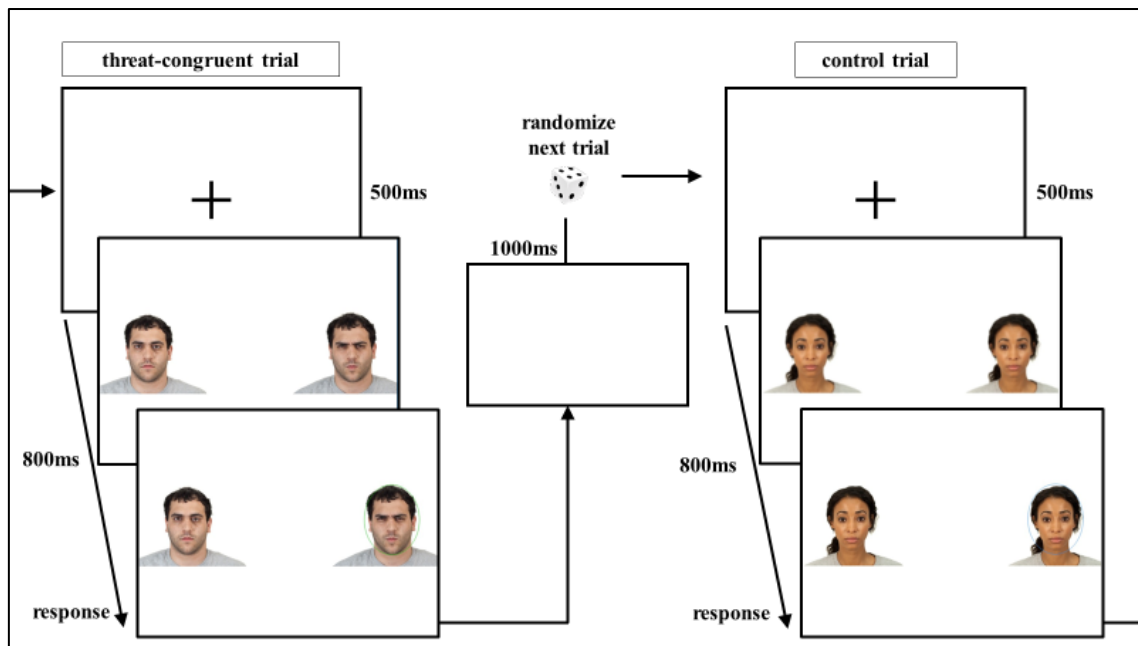 threat-congruent trial
500ms
800ms
response
randomize
next trial
1000ms
control trial
500ms
800ms
response